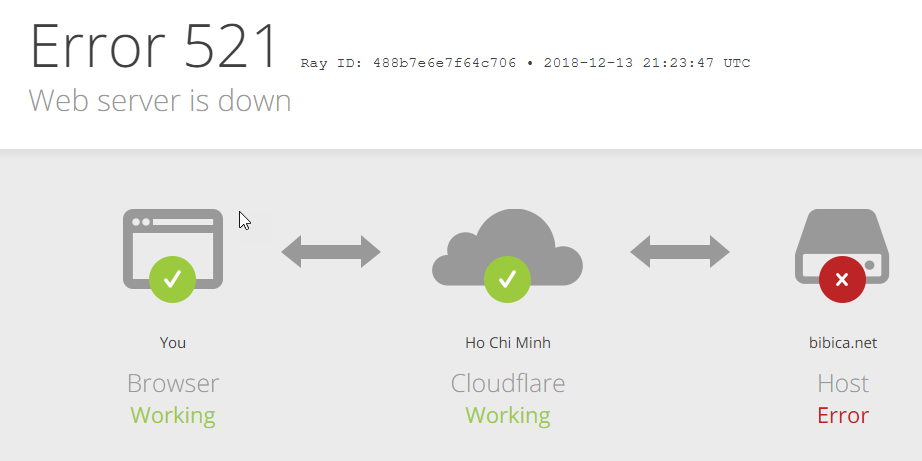 Error 521 Ray ID: 488b7e6e7f64c706 • 2018-12-13 21:23:47 UTC
Web server is down
You
Browser
Working
Ho Chi Minh
Cloudflare
Working
bibica.net
Host
Error